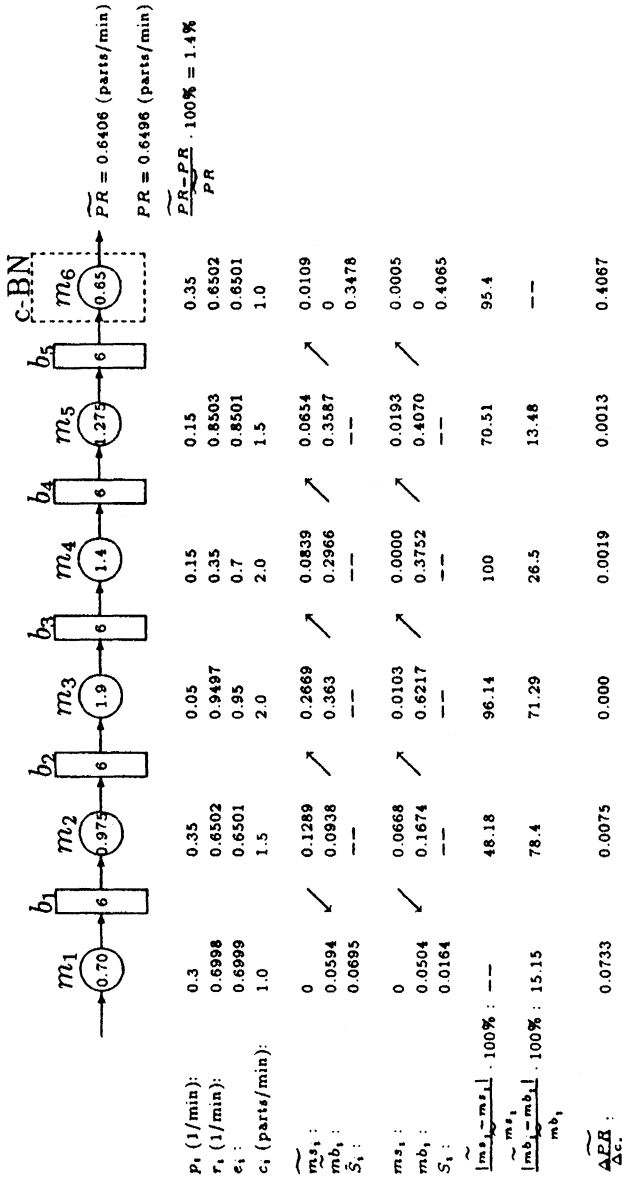 c-BN
m₁ b₁ m₂ b₂ m₃ b₃ m₄ b₄ m₅ b₅ m₆
0.70 6 0.975 6 1.9 6 1.4 6 1.275 6 0.65
P̃R = 0.6406 (parts/min)
PR = 0.6496 (parts/min)
|P̃R−PR| / P̃R · 100% = 1.4%
pᵢ (1/min): 0.3 0.35 0.05 0.15 0.15 0.35
rᵢ (1/min): 0.6998 0.6502 0.9497 0.35 0.8503 0.6502
eᵢ : 0.6999 0.6501 0.95 0.7 0.8501 0.6501
cᵢ (parts/min): 1.0 1.5 2.0 2.0 1.5 1.0
m̃sᵢ : 0 0.1289 0.2669 0.0839 0.0654 0.0109
m̃bᵢ : 0.0594 ↙ 0.0938 ↗ 0.363 ↗ 0.2966 ↗ 0.3587 ↗ 0
S̃ᵢ : 0.0695 -- -- -- -- 0.3478
msᵢ : 0 0.0668 0.0103 0.0000 0.0193 0.0005
mbᵢ : 0.0504 ↙ 0.1674 ↗ 0.6217 ↗ 0.3752 ↗ 0.4070 ↗ 0
Sᵢ : 0.0164 -- -- -- -- 0.4065
|m̃sᵢ−msᵢ| / m̃sᵢ · 100% : -- 48.18 96.14 100 70.51 95.4
|m̃bᵢ−mbᵢ| / mbᵢ · 100% : 15.15 78.4 71.29 26.5 13.48 --
ΔP̃R / Δcᵢ : 0.0733 0.0075 0.000 0.0019 0.0013 0.4067